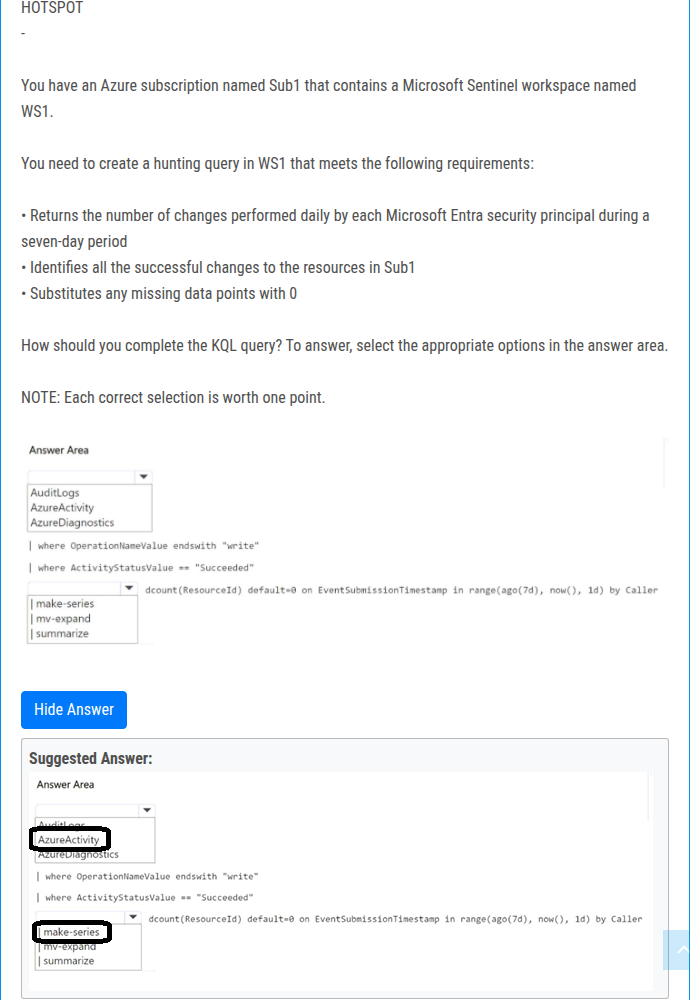 HOTSPOT
-
You have an Azure subscription named Sub1 that contains a Microsoft Sentinel workspace named
WS1.
You need to create a hunting query in WS1 that meets the following requirements:
• Returns the number of changes performed daily by each Microsoft Entra security principal during a
seven-day period
• Identifies all the successful changes to the resources in Sub1
• Substitutes any missing data points with 0
How should you complete the KQL query? To answer, select the appropriate options in the answer area.
NOTE: Each correct selection is worth one point.
Answer Area
AuditLogs
AzureActivity
AzureDiagnostics
| where OperationNameValue endswith "write"
| where ActivityStatusValue == "Succeeded"
dcount(ResourceId) default=0 on EventSubmissionTimestamp in range(ago(7d), now(), 1d) by Caller
| make-series
| mv-expand
| summarize
Hide Answer
Suggested Answer:
Answer Area
AuditLogs
AzureActivity
AzureDiagnostics
| where OperationNameValue endswith "write"
| where ActivityStatusValue == "Succeeded"
dcount(ResourceId) default=0 on EventSubmissionTimestamp in range(ago(7d), now(), 1d) by Caller
| make-series
| mv-expand
| summarize